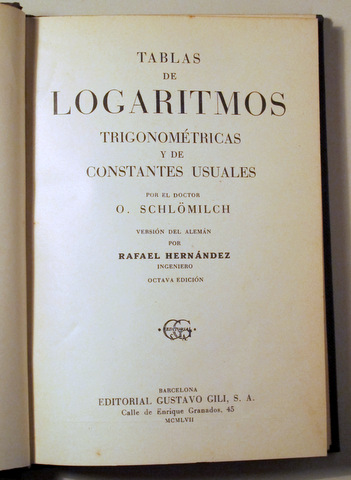 TABLAS
DE
LOGARITMOS
TRIGONOMÉTRICAS
Y DE
CONSTANTES USUALES
POR EL DOCTOR
O. SCHLÖMILCH
VERSIÓN DEL ALEMÁN
POR
RAFAEL HERNÁNDEZ
INGENIERO
OCTAVA EDICIÓN
EDITORIAL
BARCELONA
EDITORIAL GUSTAVO GILI, S. A.
Calle de Enrique Granados, 45
MCMLVII